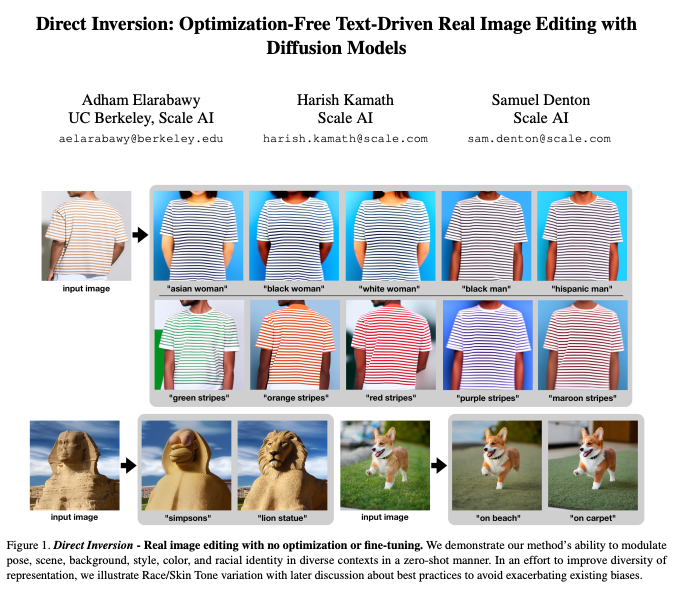 Direct Inversion: Optimization-Free Text-Driven Real Image Editing with
Diffusion Models
Adham Elarabawy
UC Berkeley, Scale AI
aelarabawy@berkeley.edu
Harish Kamath
Scale AI
harish.kamath@scale.com
Samuel Denton
Scale AI
sam.denton@scale.com
input image
"asian woman" "black woman" "white woman" "black man" "hispanic man"
"green stripes" "orange stripes" "red stripes" "purple stripes" "maroon stripes"
input image "simpsons" "lion statue" input image "on beach" "on carpet"
Figure 1. Direct Inversion - Real image editing with no optimization or fine-tuning. We demonstrate our method's ability to modulate
pose, scene, background, style, color, and racial identity in diverse contexts in a zero-shot manner. In an effort to improve diversity of
representation, we illustrate Race/Skin Tone variation with later discussion about best practices to avoid exacerbating existing biases.